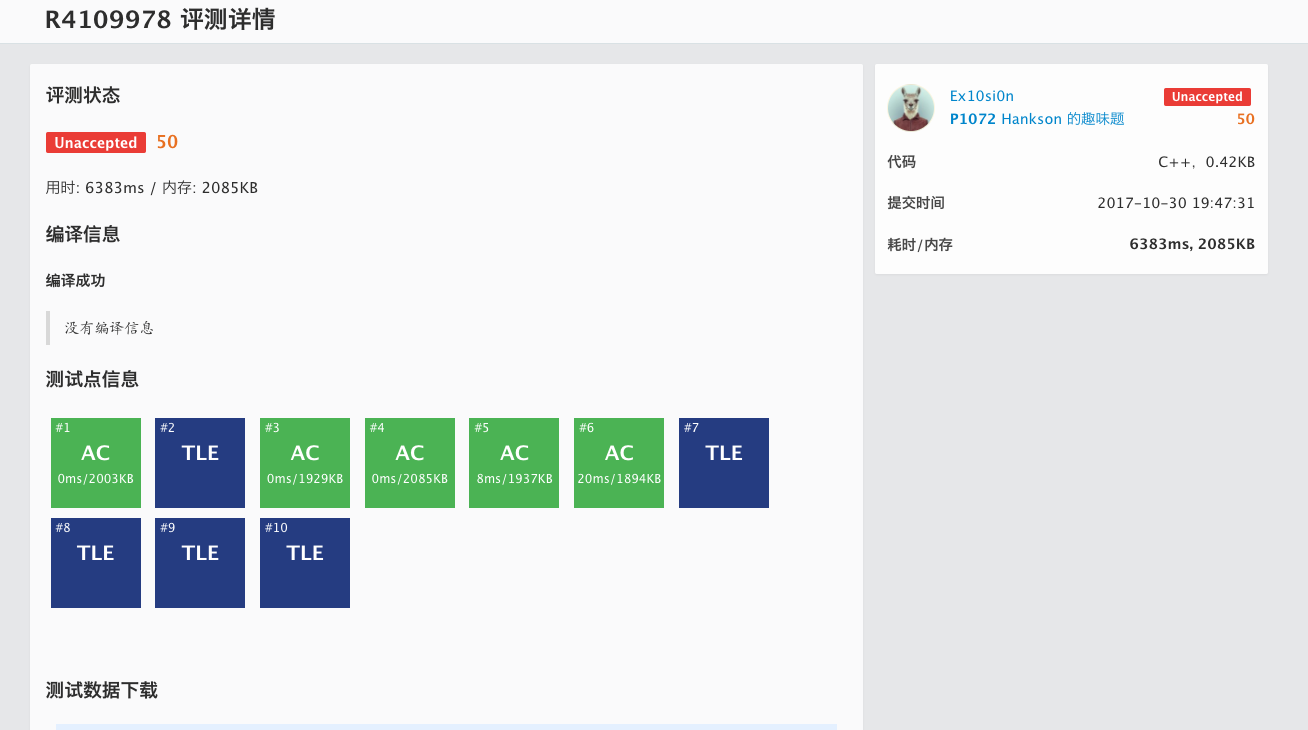 R4109978 评测详情
评测状态
Unaccepted 50
用时: 6383ms / 内存: 2085KB
编译信息
编译成功
没有编译信息
测试点信息
#1
AC
0ms/2003KB
#2
TLE
#3
AC
0ms/1929KB
#4
AC
0ms/2085KB
#5
AC
8ms/1937KB
#6
AC
20ms/1894KB
#7
TLE
#8
TLE
#9
TLE
#10
TLE
测试数据下载
Ex10si0n Unaccepted
P1072 Hankson 的趣味题 50
代码 C++，0.42KB
提交时间 2017-10-30 19:47:31
耗时/内存 6383ms, 2085KB